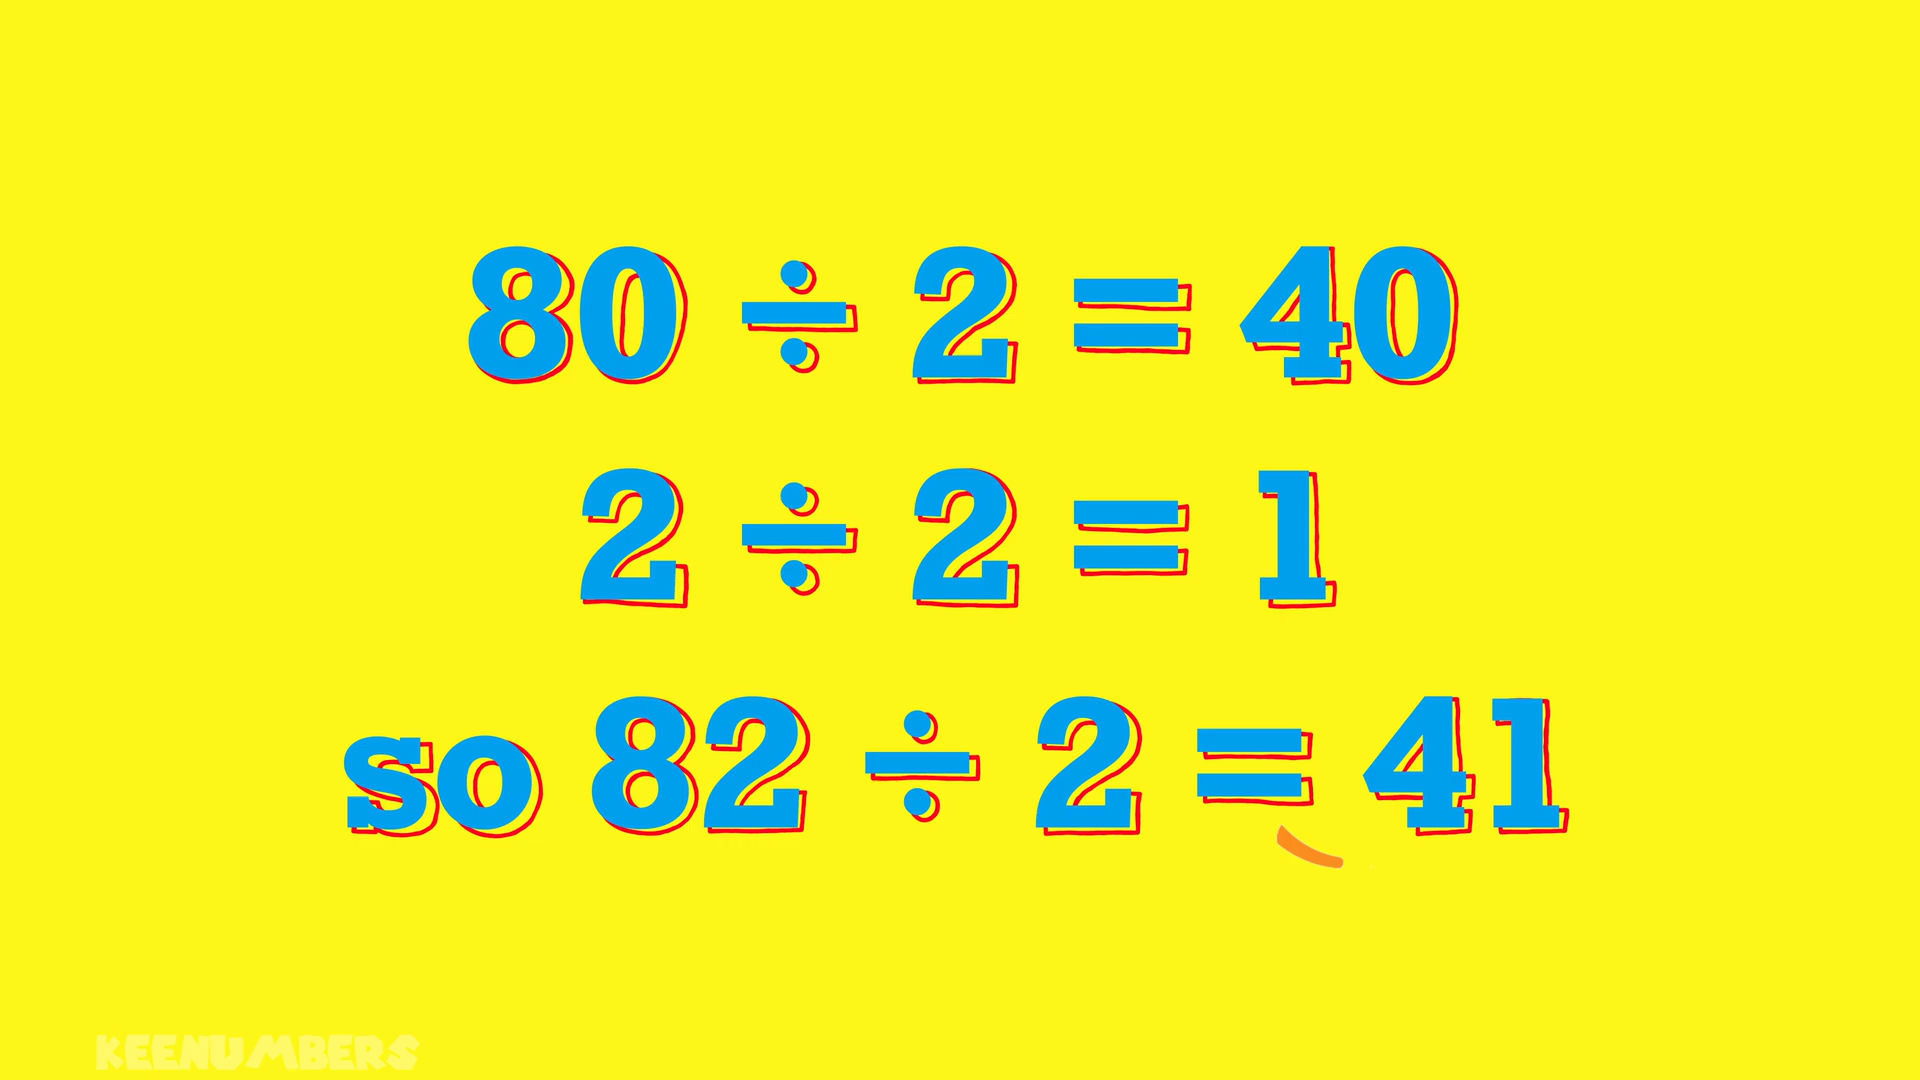 80 ÷ 2 = 40
2 ÷ 2 = 1
so 82 ÷ 2 = 41
KEENUMBERS